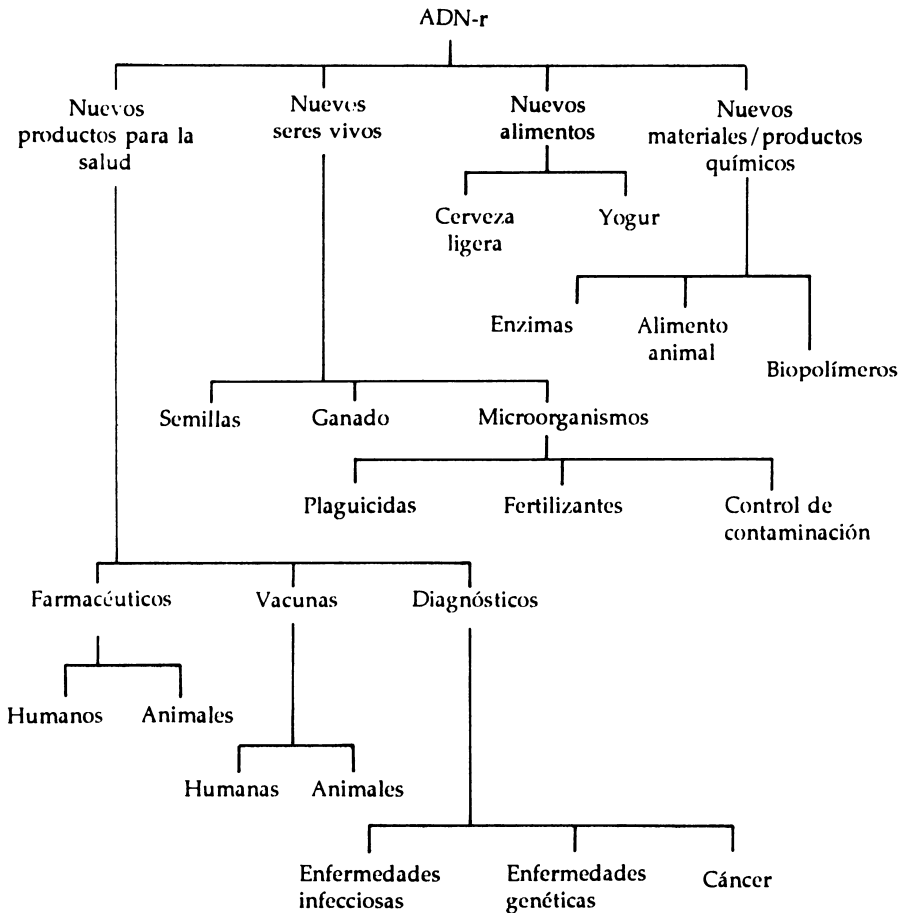 ADN-r
Nuevos
productos para la
salud
Nuevos
seres vivos
Nuevos
alimentos
Nuevos
materiales/productos
químicos
Cerveza
ligera
Yogur
Enzimas
Alimento
animal
Biopolímeros
Semillas
Ganado
Microorganismos
Plaguicidas
Fertilizantes
Control de
contaminación
Farmacéuticos
Vacunas
Diagnósticos
Humanos
Animales
Humanas
Animales
Enfermedades
infecciosas
Enfermedades
genéticas
Cáncer